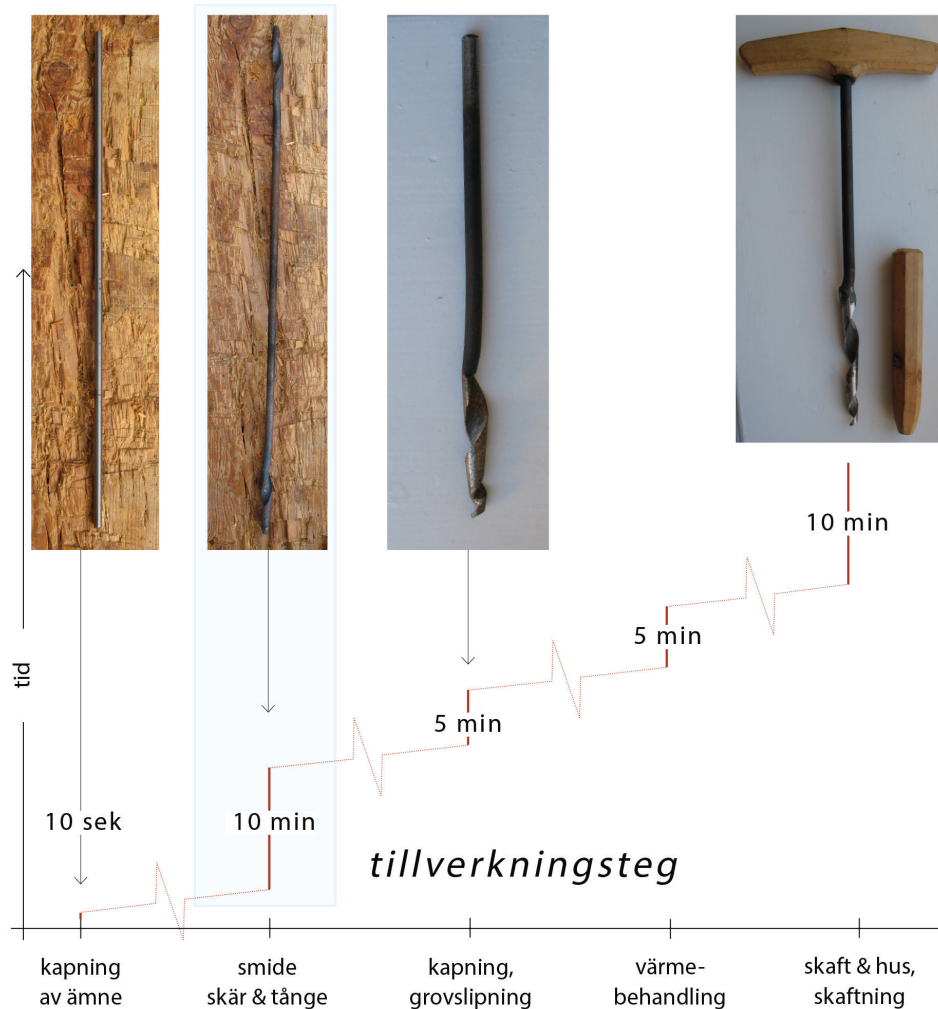 tid
10 sek
10 min
5 min
5 min
10 min
tillverkningsteg
kapning
av ämne
smide
skär & tånge
kapning,
grovslipning
värme-
behandling
skaft & hus,
skaftning